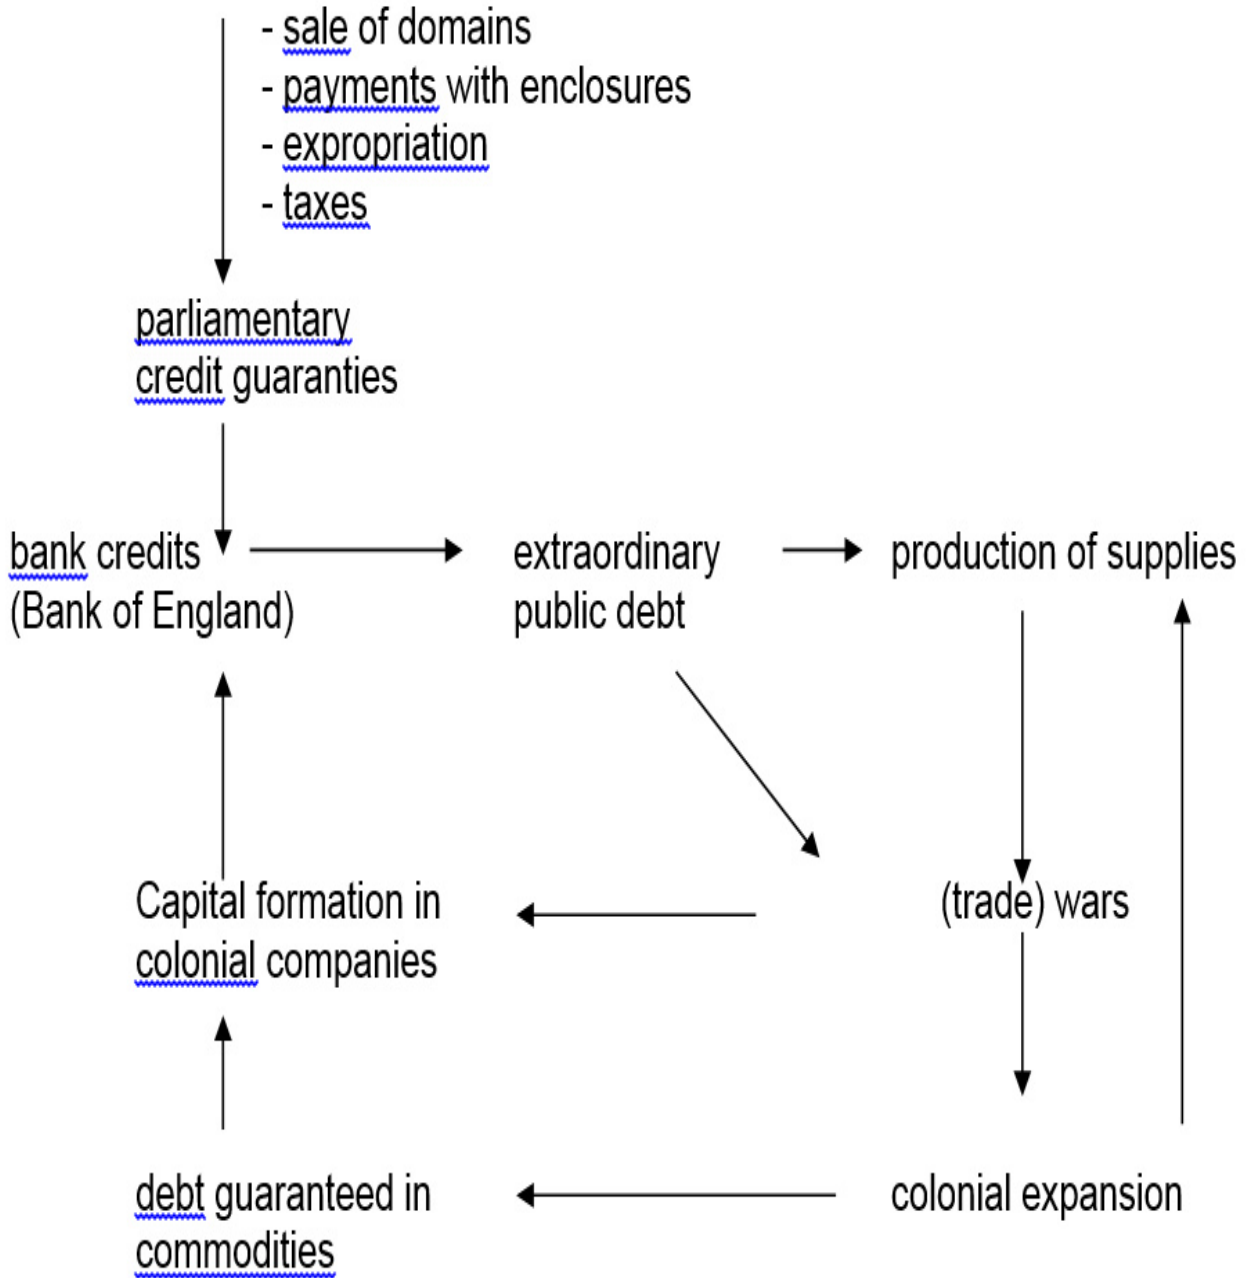 - sale of domains
- payments with enclosures
- expropriation
- taxes
parliamentary
credit guaranties
bank credits
(Bank of England)
extraordinary
public debt
production of supplies
Capital formation in
colonial companies
(trade) wars
debt guaranteed in
commodities
colonial expansion